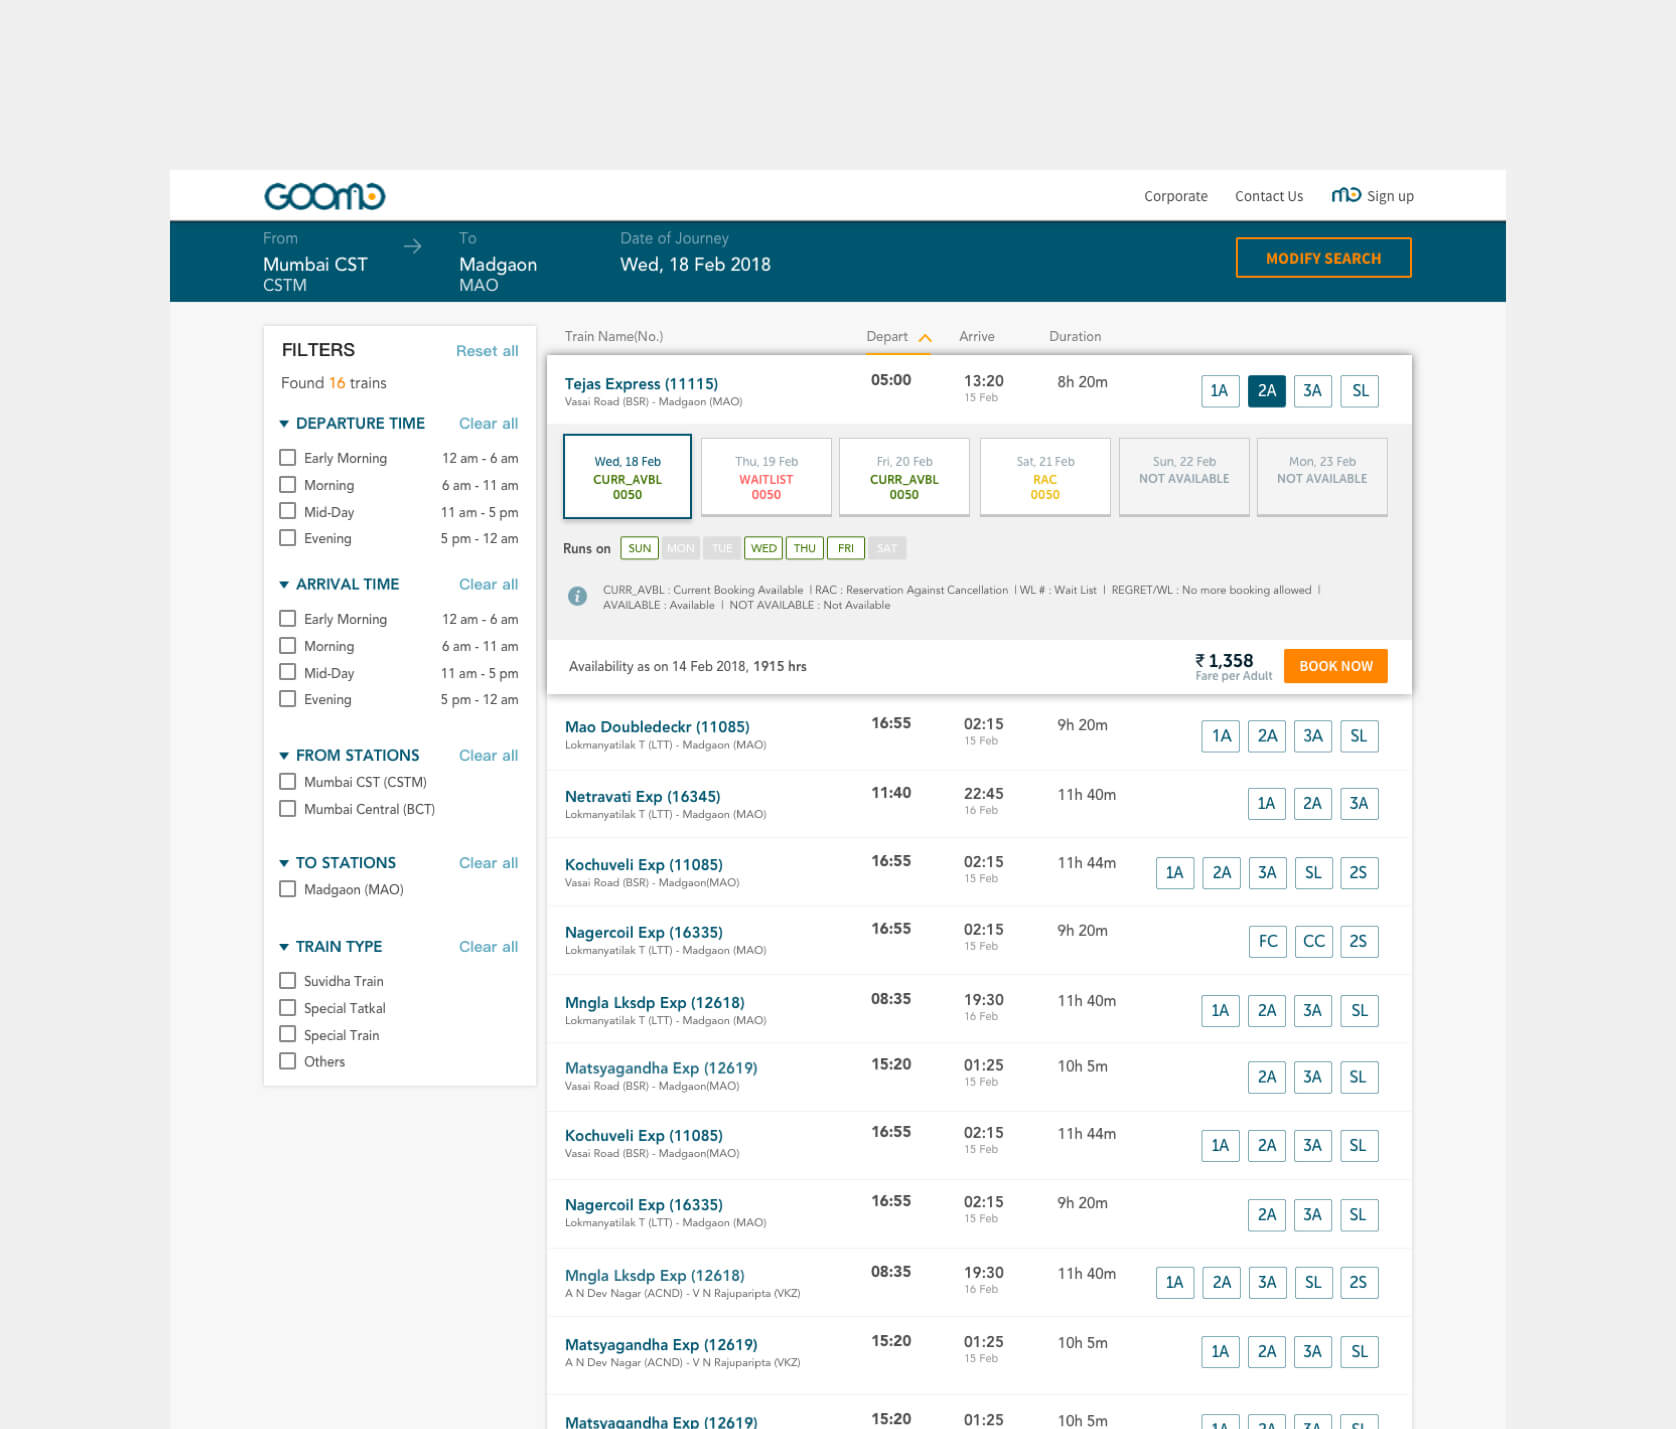 GOOMO
Corporate Contact Us Sign up
From To Date of Journey
Mumbai CST Madgaon Wed, 18 Feb 2018
CSTM MAO
MODIFY SEARCH
FILTERS Reset all
Found 16 trains
DEPARTURE TIME Clear all
Early Morning 12 am - 6 am
Morning 6 am - 11 am
Mid-Day 11 am - 5 pm
Evening 5 pm - 12 am
ARRIVAL TIME Clear all
Early Morning 12 am - 6 am
Morning 6 am - 11 am
Mid-Day 11 am - 5 pm
Evening 5 pm - 12 am
FROM STATIONS Clear all
Mumbai CST (CSTM)
Mumbai Central (BCT)
TO STATIONS Clear all
Madgaon (MAO)
TRAIN TYPE Clear all
Suvidha Train
Special Tatkal
Special Train
Others
Train Name(No.) Depart Arrive Duration
Tejas Express (11115) 05:00 13:20 8h 20m 1A 2A 3A SL
Vasai Road (BSR) - Madgaon (MAO) 15 Feb
Wed, 18 Feb Thu, 19 Feb Fri, 20 Feb Sat, 21 Feb Sun, 22 Feb Mon, 23 Feb
CURR_AVBL WAITLIST CURR_AVBL RAC NOT AVAILABLE NOT AVAILABLE
0050 0050 0050 0050
Runs on SUN MON TUE WED THU FRI SAT
CURR_AVBL : Current Booking Available | RAC : Reservation Against Cancellation | WL # : Wait List | REGRET/WL : No more booking allowed |
AVAILABLE : Available | NOT AVAILABLE : Not Available
Availability as on 14 Feb 2018, 1915 hrs ₹ 1,358 BOOK NOW
Fare per Adult
Mao Doubledeckr (11085) 16:55 02:15 9h 20m 1A 2A 3A SL
Lokmanyatilak T (LTT) - Madgaon (MAO) 15 Feb
Netravati Exp (16345) 11:40 22:45 11h 40m 1A 2A 3A
Lokmanyatilak T (LTT) - Madgaon (MAO) 16 Feb
Kochuveli Exp (11085) 16:55 02:15 11h 44m 1A 2A 3A SL 2S
Vasai Road (BSR) - Madgaon(MAO) 15 Feb
Nagercoil Exp (16335) 16:55 02:15 9h 20m FC CC 2S
Lokmanyatilak T (LTT) - Madgaon (MAO) 15 Feb
Mngla Lksdp Exp (12618) 08:35 19:30 11h 40m 1A 2A 3A SL
Lokmanyatilak T (LTT) - Madgaon (MAO) 16 Feb
Matsyagandha Exp (12619) 15:20 01:25 10h 5m 2A 3A SL
Vasai Road (BSR) - Madgaon(MAO) 15 Feb
Kochuveli Exp (11085) 16:55 02:15 11h 44m 1A 2A 3A SL
Vasai Road (BSR) - Madgaon(MAO) 15 Feb
Nagercoil Exp (16335) 16:55 02:15 9h 20m 2A 3A SL
Lokmanyatilak T (LTT) - Madgaon (MAO) 15 Feb
Mngla Lksdp Exp (12618) 08:35 19:30 11h 40m 1A 2A 3A SL 2S
A N Dev Nagar (ACND) - V N Rajuparipta (VKZ) 16 Feb
Matsyagandha Exp (12619) 15:20 01:25 10h 5m 1A 2A 3A SL
A N Dev Nagar (ACND) - V N Rajuparipta (VKZ) 15 Feb
Matsyagandha Exp (12619) 15:20 01:25 10h 5m 1A 2A 3A SL